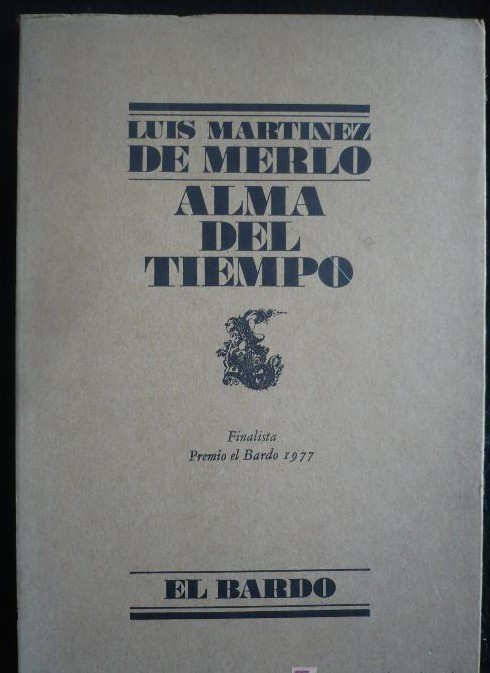 LUIS MARTINEZ
DE MERLO
ALMA
DEL
TIEMPO
Finalista
Premio el Bardo 1977
EL BARDO